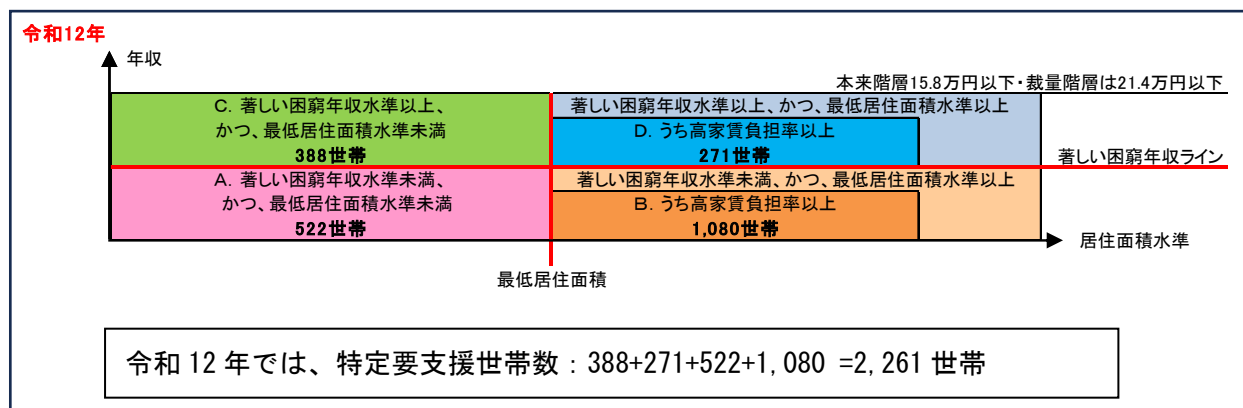 令和12年
年収
本来階層15.8万円以下・裁量階層は21.4万円以下
C. 著しい困窮年収水準以上、
かつ、最低居住面積水準未満
388世帯
著しい困窮年収水準以上、かつ、最低居住面積水準以上
D. うち高家賃負担率以上
271世帯
著しい困窮年収ライン
A. 著しい困窮年収水準未満、
かつ、最低居住面積水準未満
522世帯
著しい困窮年収水準未満、かつ、最低居住面積水準以上
B. うち高家賃負担率以上
1,080世帯
居住面積水準
最低居住面積
令和 12 年では、特定要支援世帯数：388+271+522+1,080 =2,261 世帯